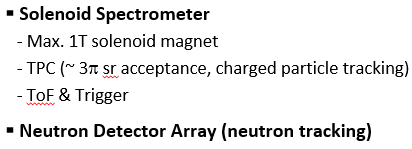 ▪ Solenoid Spectrometer
- Max. 1T solenoid magnet
- TPC (~ 3π sr acceptance, charged particle tracking)
- ToF & Trigger
▪ Neutron Detector Array (neutron tracking)